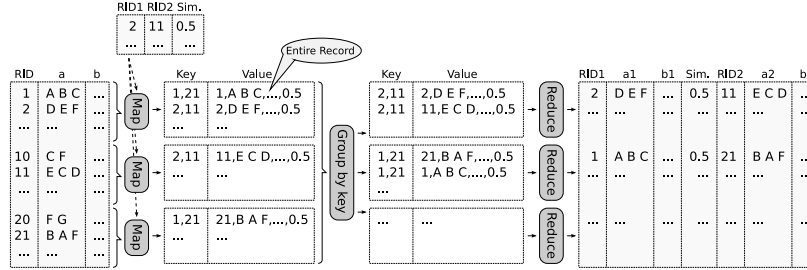 RID1 RID2 Sim.
2 11 0.5
... ... ...
Entire Record
RID a b
1 A B C ...
2 D E F ...
... ... ...
10 C F ...
11 E C D ...
... ... ...
20 F G ...
21 B A F ...
... ... ...
Map
Map
Map
Key Value
1,21 1,A B C,...,0.5
2,11 2,D E F,...,0.5
... ...
2,11 11,E C D,...,0.5
... ...
1,21 21,B A F,...,0.5
... ...
Group by key
Key Value
2,11 2,D E F,...,0.5
2,11 11,E C D,...,0.5
... ...
1,21 21,B A F,...,0.5
1,21 1,A B C,...,0.5
... ...
... ...
Reduce
Reduce
Reduce
RID1 a1 b1 Sim. RID2 a2 b2
2 D E F ... 0.5 11 E C D ...
... ... ... ... ... ... ...
1 A B C ... 0.5 21 B A F ...
... ... ... ... ... ... ...
... ... ... ... ... ... ...